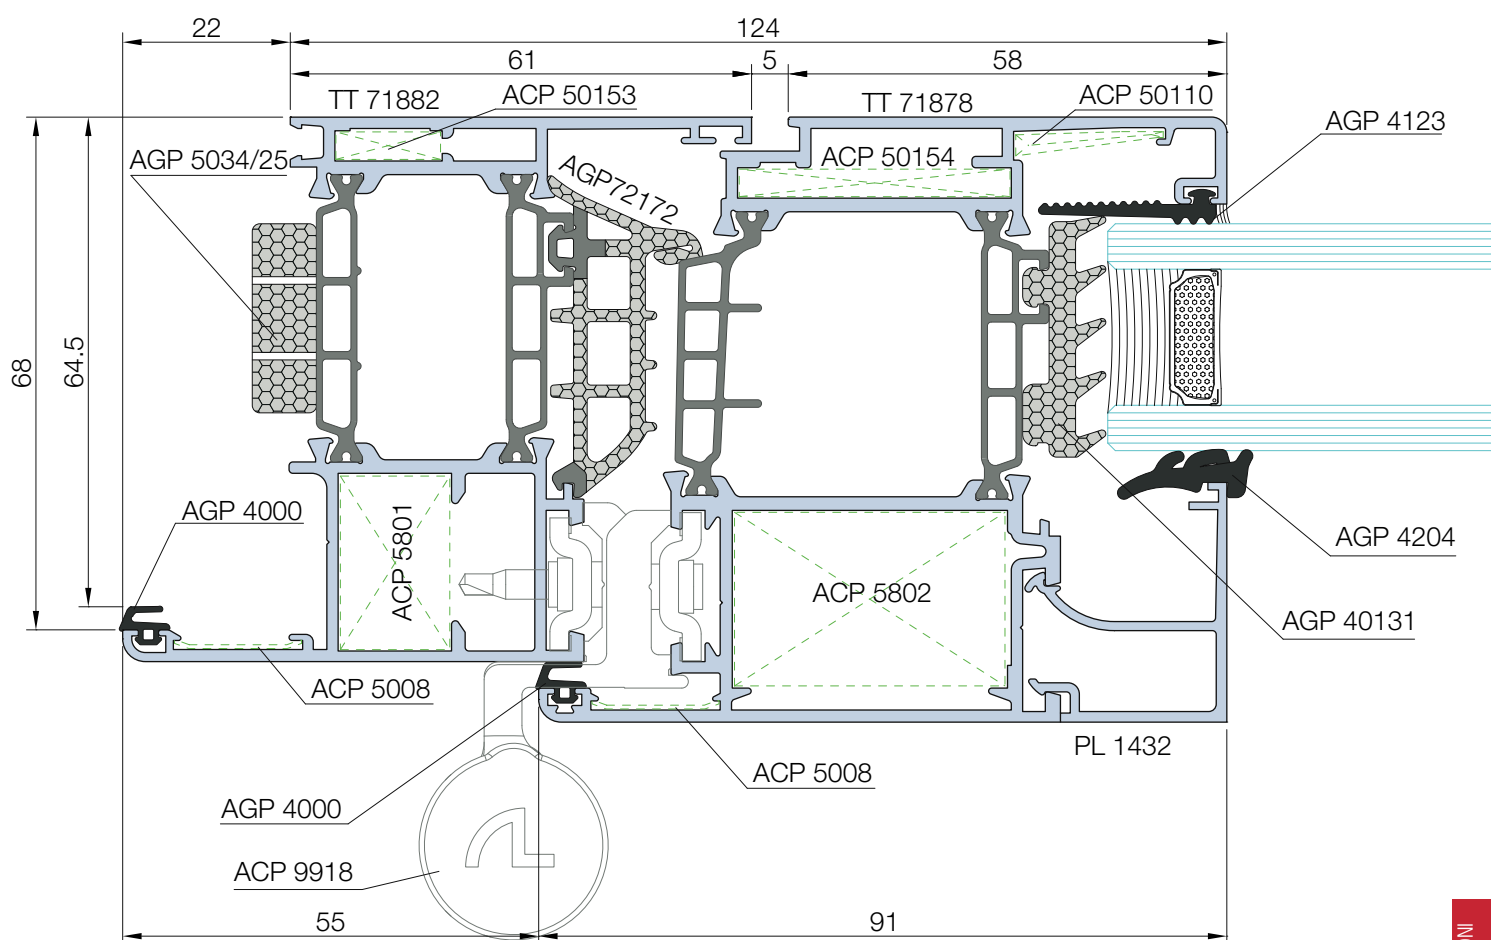 22
124
61
5
58
TT 71882
ACP 50153
TT 71878
ACP 50110
AGP 4123
AGP 5034/25
AGP72172
ACP 50154
68
64.5
AGP 4000
ACP 5801
ACP 5802
AGP 4204
AGP 40131
ACP 5008
PL 1432
ACP 5008
AGP 4000
ACP 9918
55
91
NI